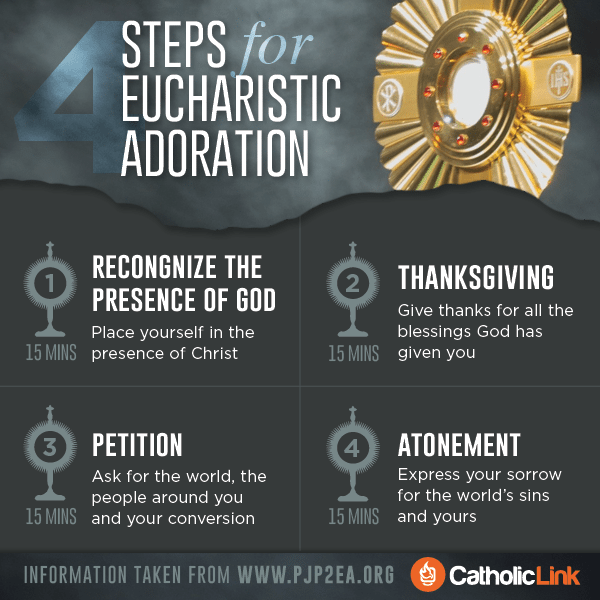 4 STEPS for
EUCHARISTIC
ADORATION
IHS
1
RECONGNIZE THE
PRESENCE OF GOD
Place yourself in the
presence of Christ
15 MINS
2
THANKSGIVING
Give thanks for all the
blessings God has
given you
15 MINS
3
PETITION
Ask for the world, the
people around you
and your conversion
15 MINS
4
ATONEMENT
Express your sorrow
for the world's sins
and yours
15 MINS
INFORMATION TAKEN FROM WWW.PJP2EA.ORG
CatholicLink